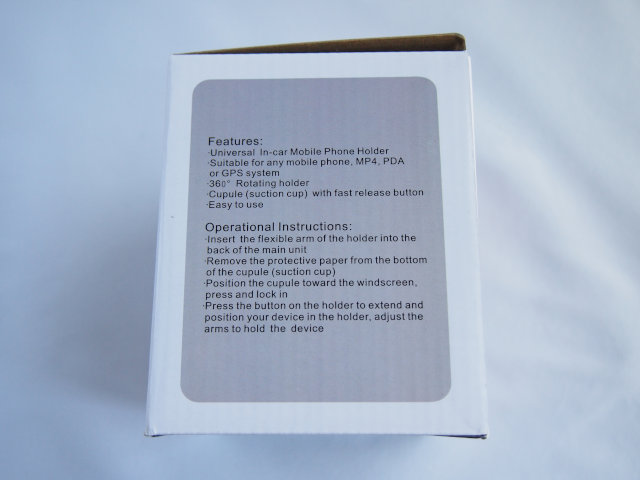 Features:
·Universal In-car Mobile Phone Holder
·Suitable for any mobile phone, MP4, PDA
or GPS system
·360° Rotating holder
·Cupule (suction cup) with fast release button
·Easy to use
Operational Instructions:
·Insert the flexible arm of the holder into the
back of the main unit
·Remove the protective paper from the bottom
of the cupule (suction cup)
·Position the cupule toward the windscreen,
press and lock in
·Press the button on the holder to extend and
position your device in the holder, adjust the
arms to hold the device